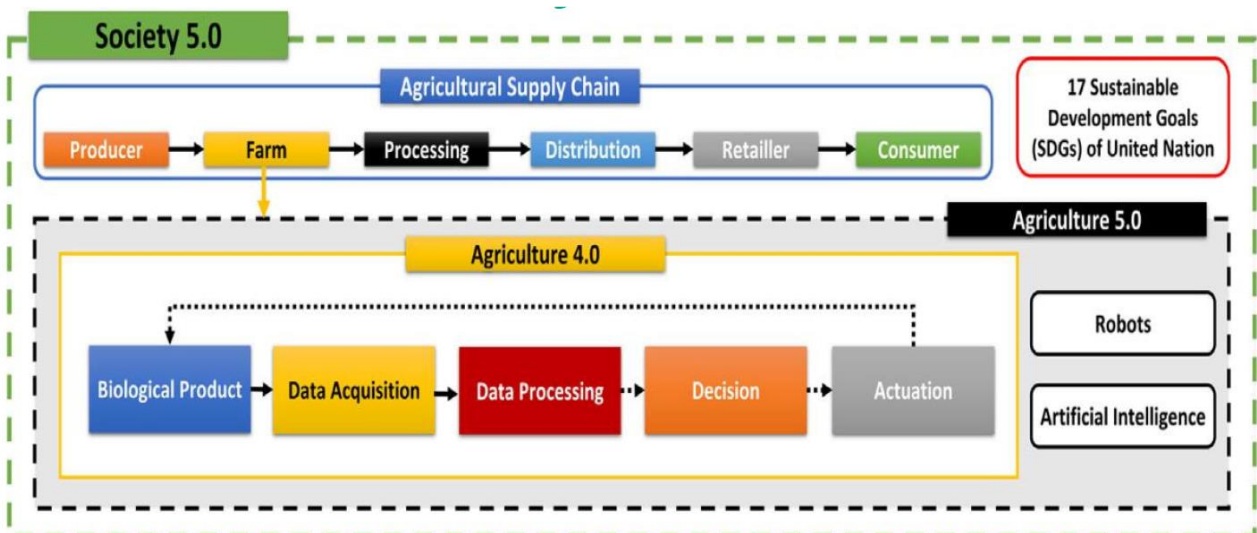 Society 5.0
Agricultural Supply Chain
Producer
Farm
Processing
Distribution
Retailler
Consumer
17 Sustainable
Development Goals
(SDGs) of United Nation
Agriculture 5.0
Agriculture 4.0
Biological Product
Data Acquisition
Data Processing
Decision
Actuation
Robots
Artificial Intelligence